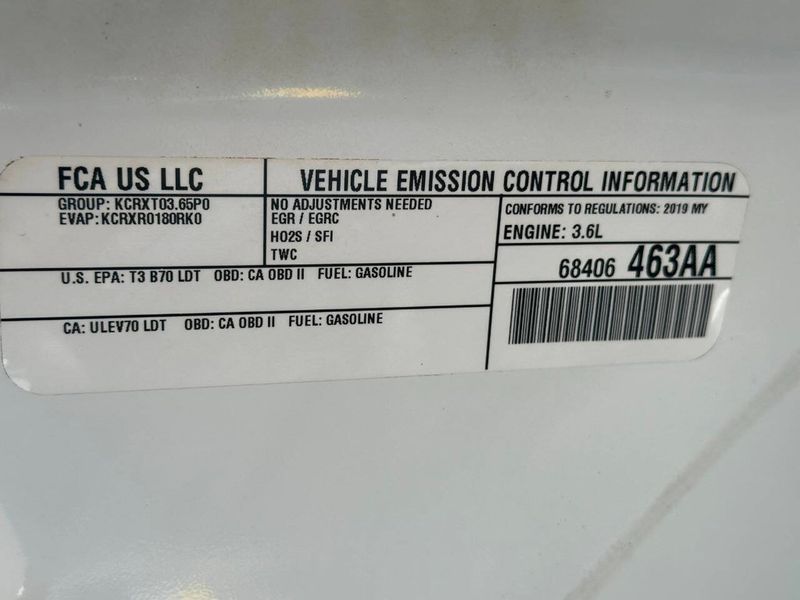 FCA US LLC
VEHICLE EMISSION CONTROL INFORMATION
GROUP: KCRXT03.65P0
EVAP: KCRXR0180RK0
NO ADJUSTMENTS NEEDED
EGR / EGRC
HO2S / SFI
TWC
CONFORMS TO REGULATIONS: 2019 MY
ENGINE: 3.6L
68406 463AA
U.S. EPA: T3 B70 LDT OBD: CA OBD II FUEL: GASOLINE
CA: ULEV70 LDT OBD: CA OBD II FUEL: GASOLINE